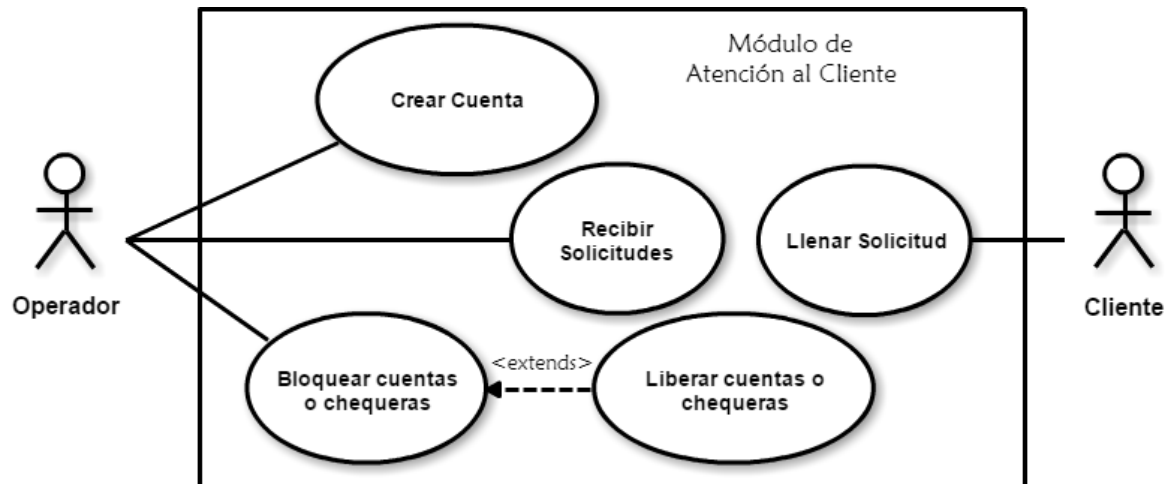 Módulo de
Atención al Cliente
Crear Cuenta
Recibir
Solicitudes
Llenar Solicitud
Operador
Cliente
Bloquear cuentas
o chequeras
<extends>
Liberar cuentas o
chequeras